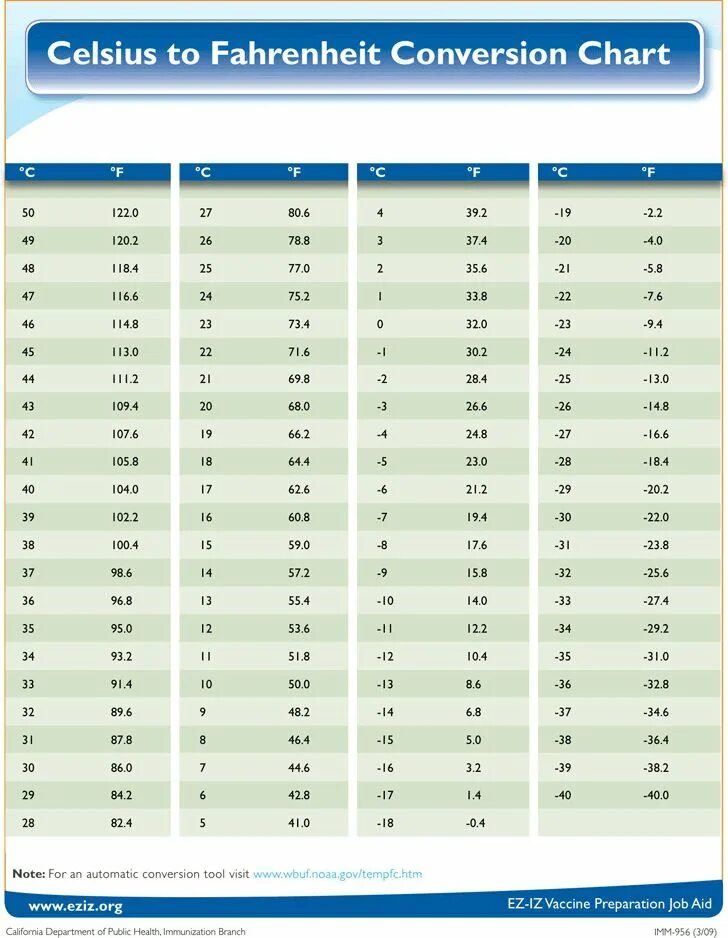 Celsius to Fahrenheit Conversion Chart
°C °F °C °F °C °F °C °F
50 122.0 27 80.6 4 39.2 -19 -2.2
49 120.2 26 78.8 3 37.4 -20 -4.0
48 118.4 25 77.0 2 35.6 -21 -5.8
47 116.6 24 75.2 1 33.8 -22 -7.6
46 114.8 23 73.4 0 32.0 -23 -9.4
45 113.0 22 71.6 -1 30.2 -24 -11.2
44 111.2 21 69.8 -2 28.4 -25 -13.0
43 109.4 20 68.0 -3 26.6 -26 -14.8
42 107.6 19 66.2 -4 24.8 -27 -16.6
41 105.8 18 64.4 -5 23.0 -28 -18.4
40 104.0 17 62.6 -6 21.2 -29 -20.2
39 102.2 16 60.8 -7 19.4 -30 -22.0
38 100.4 15 59.0 -8 17.6 -31 -23.8
37 98.6 14 57.2 -9 15.8 -32 -25.6
36 96.8 13 55.4 -10 14.0 -33 -27.4
35 95.0 12 53.6 -11 12.2 -34 -29.2
34 93.2 11 51.8 -12 10.4 -35 -31.0
33 91.4 10 50.0 -13 8.6 -36 -32.8
32 89.6 9 48.2 -14 6.8 -37 -34.6
31 87.8 8 46.4 -15 5.0 -38 -36.4
30 86.0 7 44.6 -16 3.2 -39 -38.2
29 84.2 6 42.8 -17 1.4 -40 -40.0
28 82.4 5 41.0 -18 -0.4
Note: For an automatic conversion tool visit www.wbuf.noaa.gov/tempfc.htm
www.eziz.org EZ-IZ Vaccine Preparation Job Aid
California Department of Public Health, Immunization Branch IMM-956 (3/09)